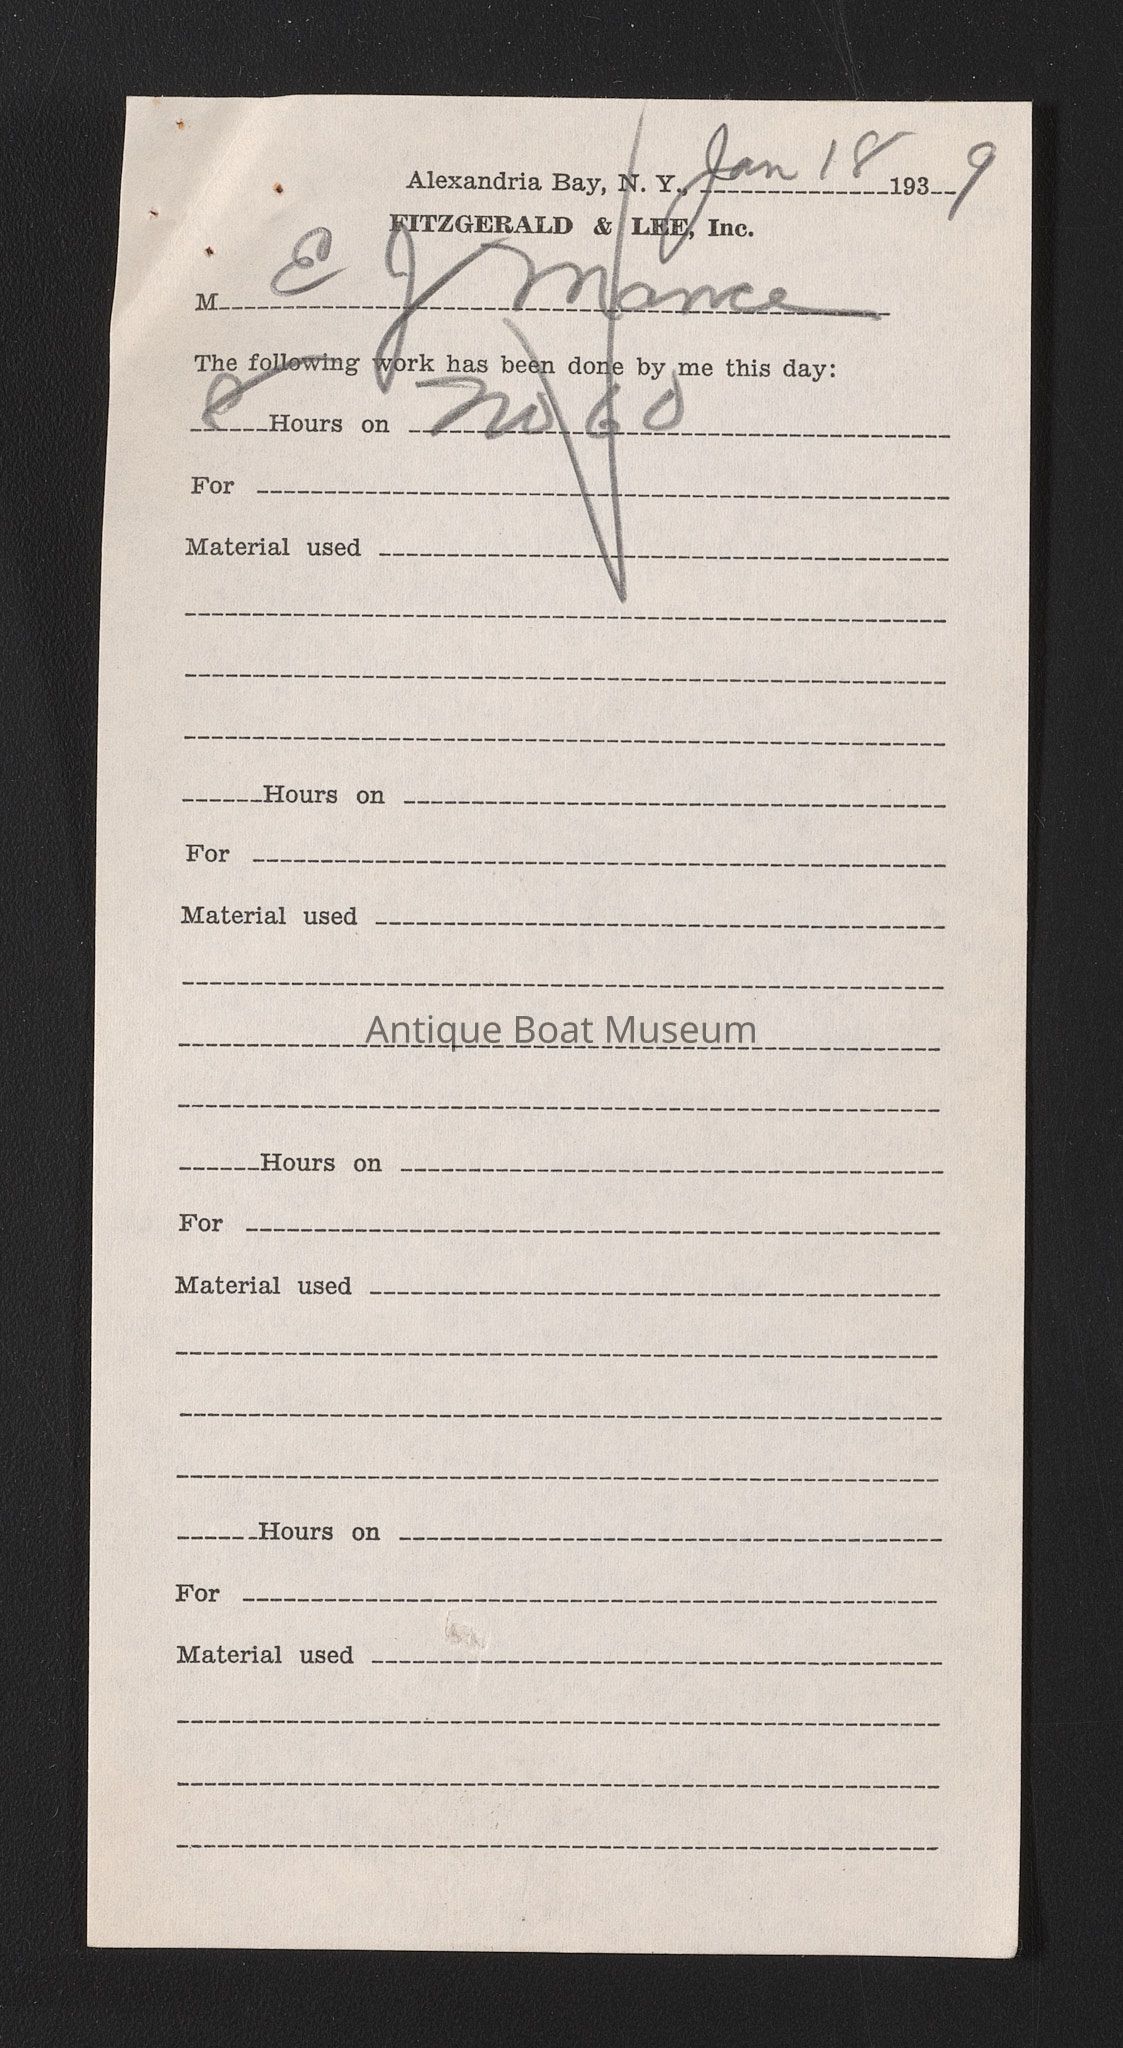 Alexandria Bay, N. Y., Jan 18 1939
FITZGERALD & LEE, Inc.
M E J Mance
The following work has been done by me this day:
8 Hours on No 60
For
Material used
Hours on
For
Material used
Antique Boat Museum
Hours on
For
Material used
Hours on
For
Material used